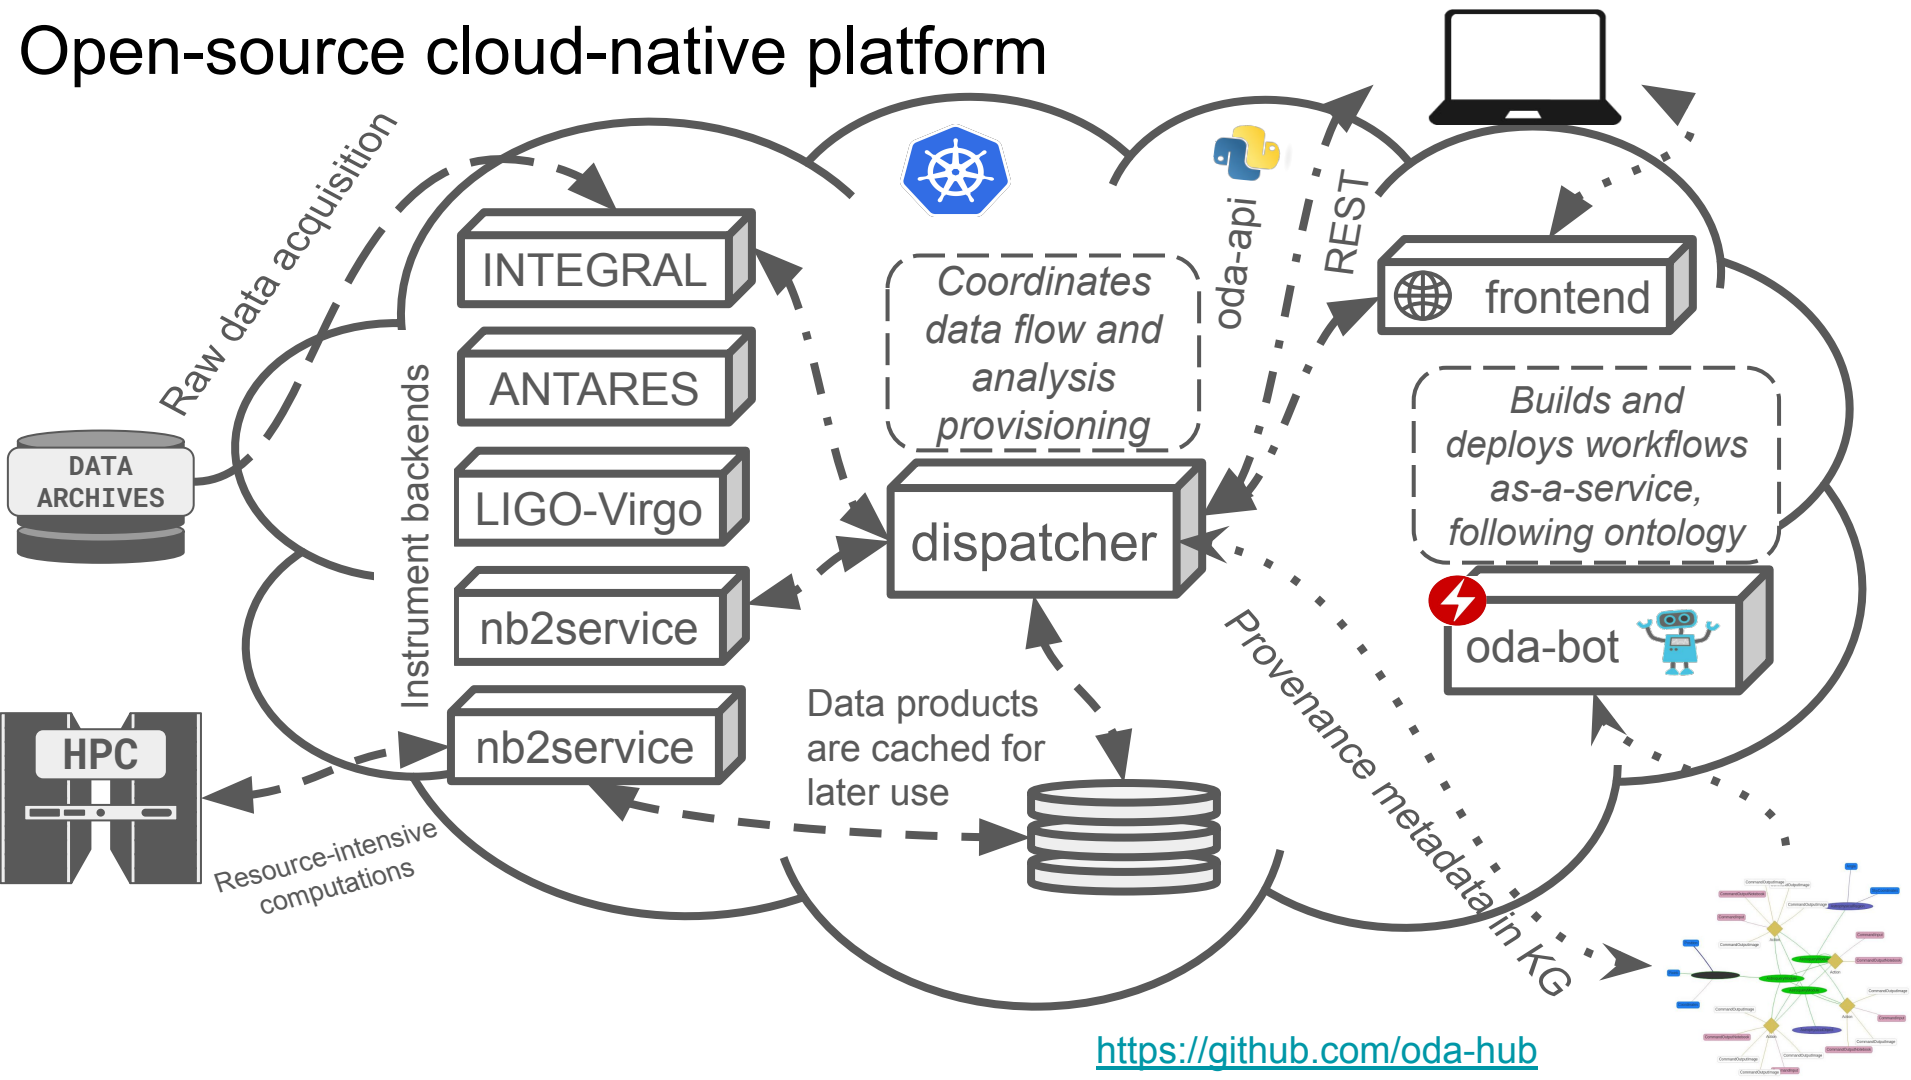 Open-source cloud-native platform
Raw data acquisition
DATA
ARCHIVES
HPC
Resource-intensive
computations
Instrument backends
INTEGRAL
ANTARES
LIGO-Virgo
nb2service
nb2service
Coordinates
data flow and
analysis
provisioning
dispatcher
Data products
are cached for
later use
oda-api
REST
frontend
Builds and
deploys workflows
as-a-service,
following ontology
oda-bot
Provenance metadata in KG
https://github.com/oda-hub